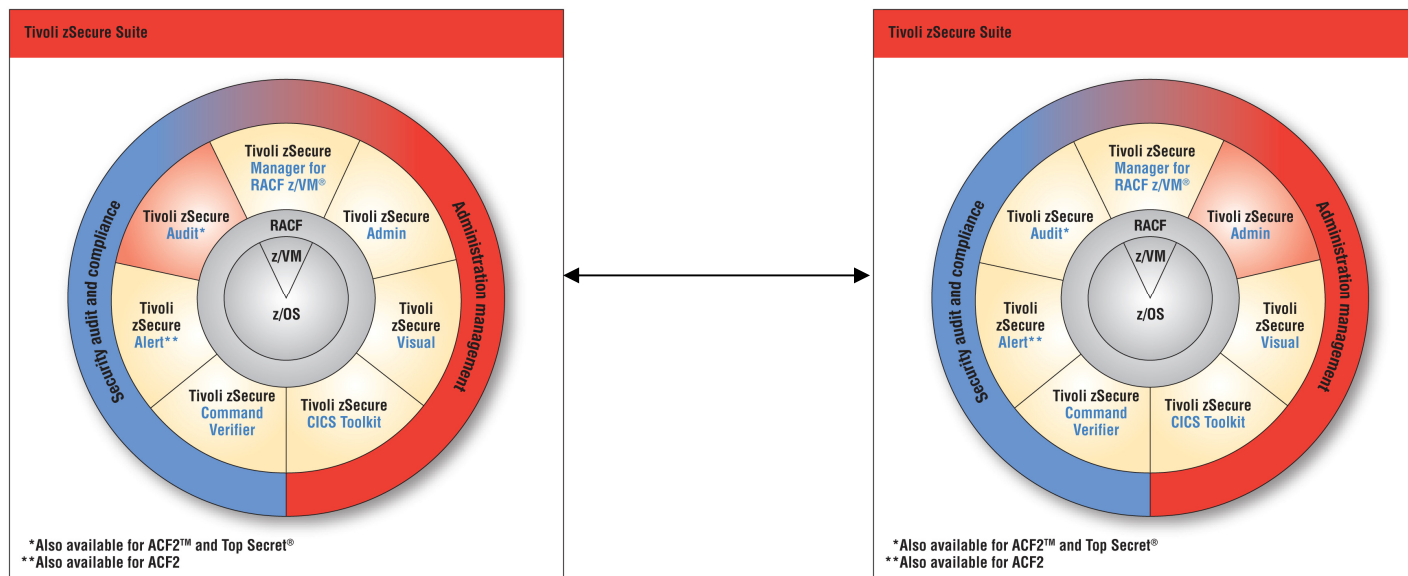 Tivoli zSecure Suite
Security audit and compliance
Administration management
Tivoli zSecure
Manager for
RACF z/VM®
Tivoli zSecure
Audit*
Tivoli zSecure
Admin
RACF
z/VM
z/OS
Tivoli
zSecure
Alert**
Tivoli
zSecure
Visual
Tivoli zSecure
Command
Verifier
Tivoli zSecure
CICS Toolkit
*Also available for ACF2™ and Top Secret®
**Also available for ACF2
Tivoli zSecure Suite
Security audit and compliance
Administration management
Tivoli zSecure
Manager for
RACF z/VM®
Tivoli zSecure
Audit*
Tivoli zSecure
Admin
RACF
z/VM
z/OS
Tivoli
zSecure
Alert**
Tivoli
zSecure
Visual
Tivoli zSecure
Command
Verifier
Tivoli zSecure
CICS Toolkit
*Also available for ACF2™ and Top Secret®
**Also available for ACF2